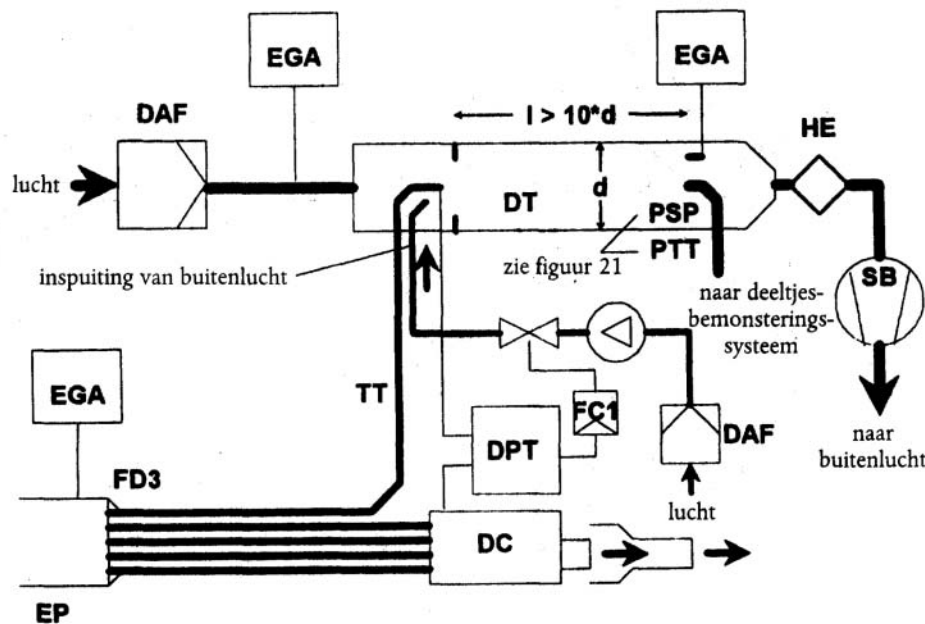 EGA
EGA
DAF
l > 10*d
HE
lucht
d
DT
PSP
PTT
SB
inspuiting van buitenlucht
zie figuur 21
naar deeltjes-
bemonsterings-
systeem
EGA
TT
FC1
DAF
naar
buitenlucht
DPT
FD3
lucht
DC
EP